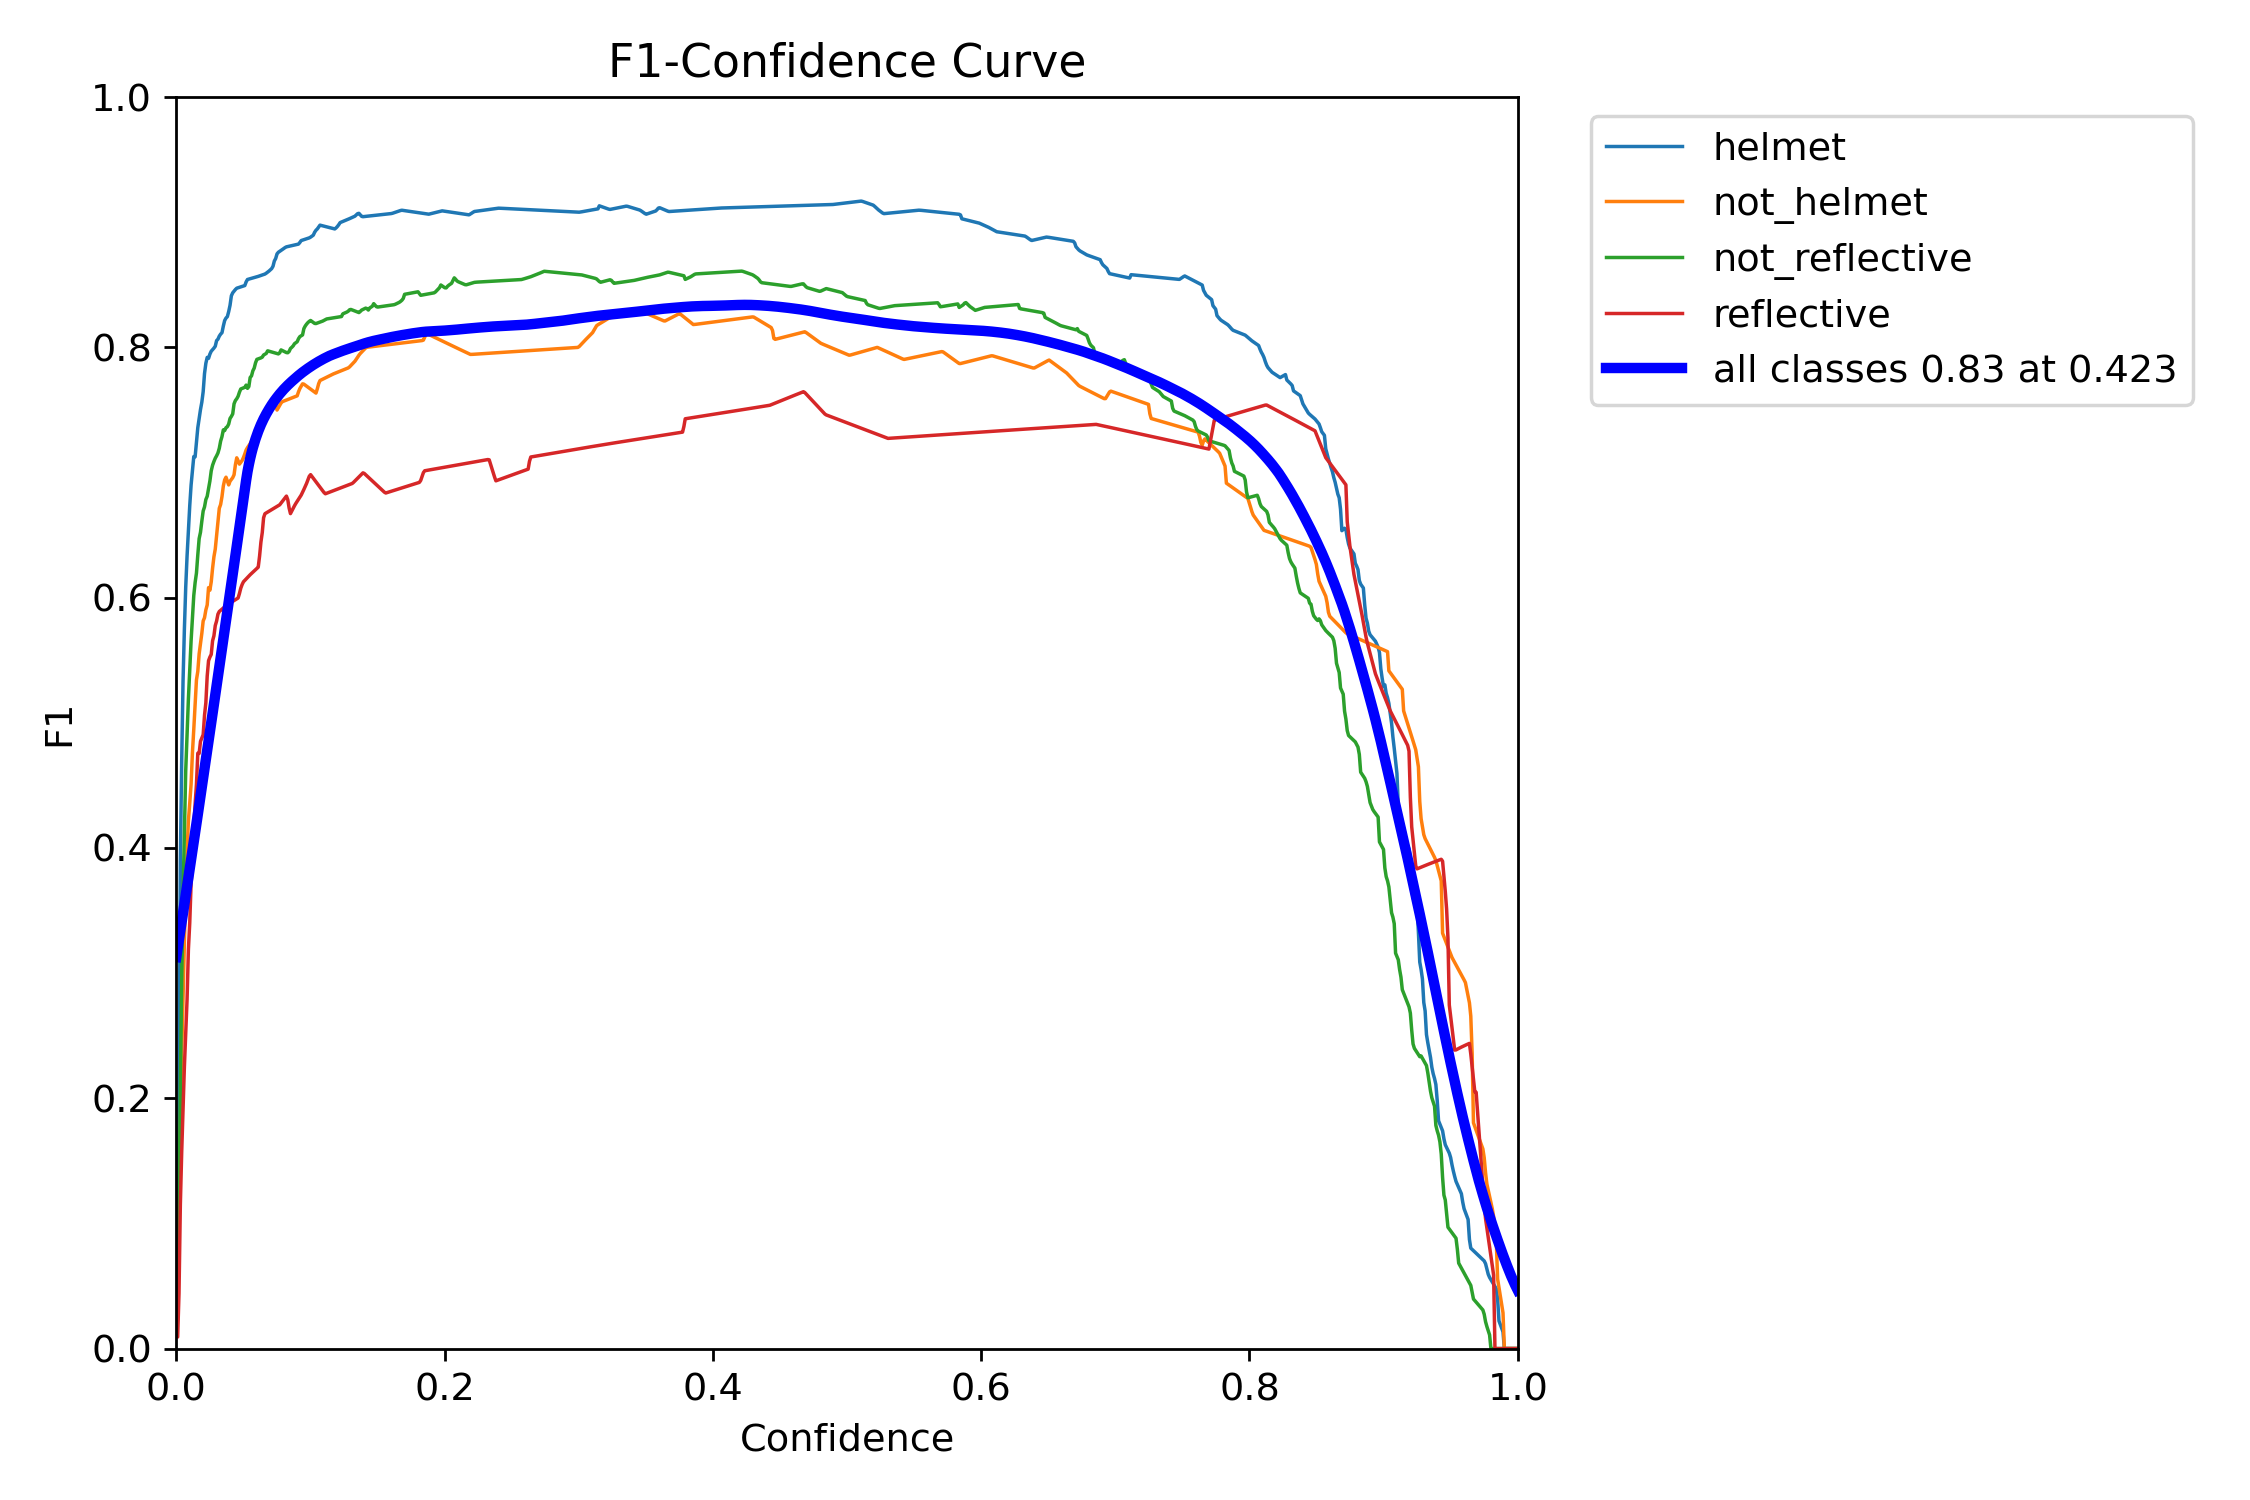 F1-Confidence Curve
1.0
0.8
0.6
0.4
0.2
0.0
F1
0.0 0.2 0.4 0.6 0.8 1.0
Confidence
helmet
not_helmet
not_reflective
reflective
all classes 0.83 at 0.423